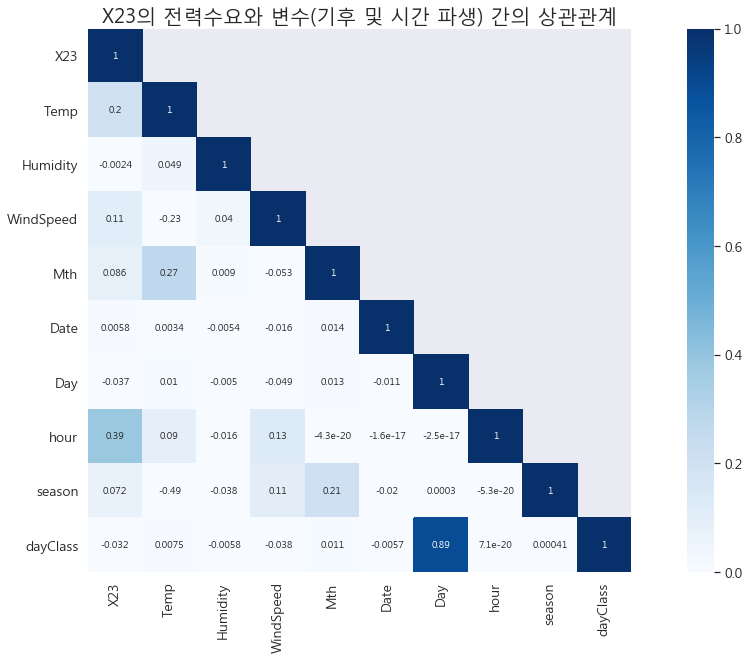 X23의 전력수요와 변수(기후 및 시간 파생) 간의 상관관계
X23 1
Temp 0.2 1
Humidity -0.0024 0.049 1
WindSpeed 0.11 -0.23 0.04 1
Mth 0.086 0.27 0.009 -0.053 1
Date 0.0058 0.0034 -0.0054 -0.016 0.014 1
Day -0.037 0.01 -0.005 -0.049 0.013 -0.011 1
hour 0.39 0.09 -0.016 0.13 -4.3e-20 -1.6e-17 -2.5e-17 1
season 0.072 -0.49 -0.038 0.11 0.21 -0.02 0.0003 -5.3e-20 1
dayClass -0.032 0.0075 -0.0058 -0.038 0.011 -0.0057 0.89 7.1e-20 0.00041 1
X23 Temp Humidity WindSpeed Mth Date Day hour season dayClass
1.0
0.8
0.6
0.4
0.2
0.0